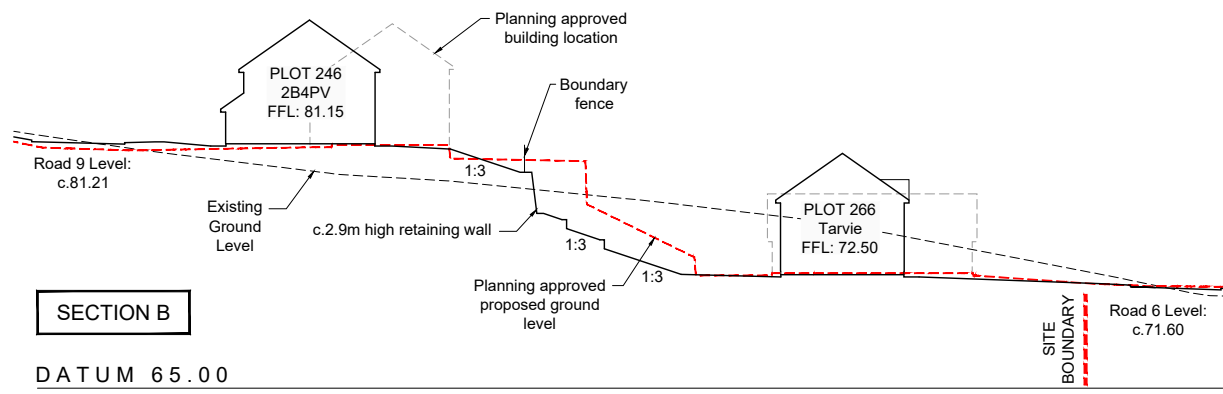 Planning approved
building location
PLOT 246
2B4PV
FFL: 81.15
Boundary
fence
Road 9 Level:
c.81.21
1:3
Existing
Ground
Level
c.2.9m high retaining wall
1:3
1:3
PLOT 266
Tarvie
FFL: 72.50
Planning approved
proposed ground
level
SECTION B
SITE
BOUNDARY
Road 6 Level:
c.71.60
DATUM 65.00